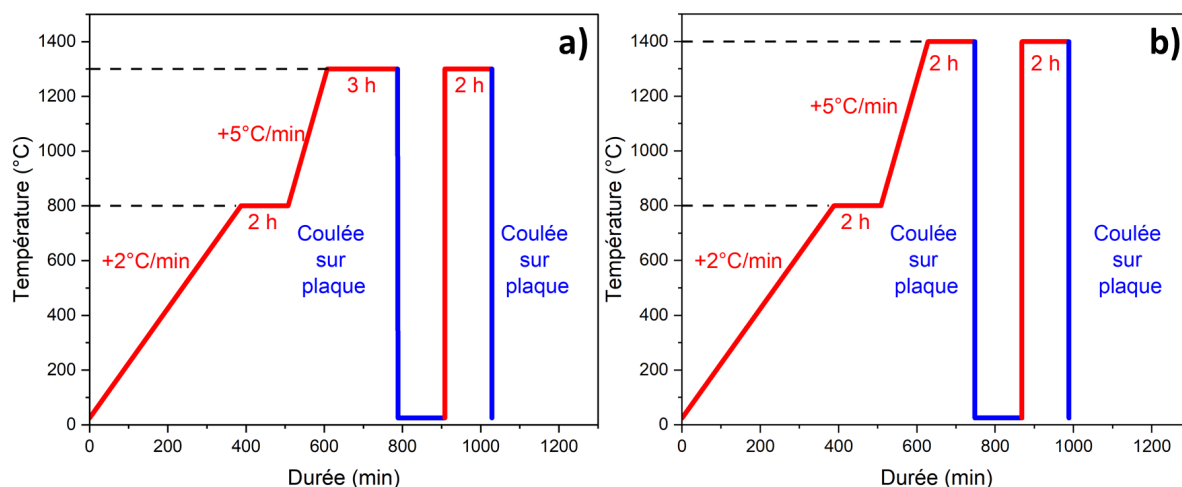 a)
1400
1200
1000
800
600
400
200
0
Température (°C)
+2°C/min
2 h
+5°C/min
3 h
2 h
Coulée
sur
plaque
Coulée
sur
plaque
0
200
400
600
800
1000
1200
Durée (min)
b)
1400
1200
1000
800
600
400
200
0
Température (°C)
+2°C/min
2 h
+5°C/min
2 h
2 h
Coulée
sur
plaque
Coulée
sur
plaque
0
200
400
600
800
1000
1200
Durée (min)